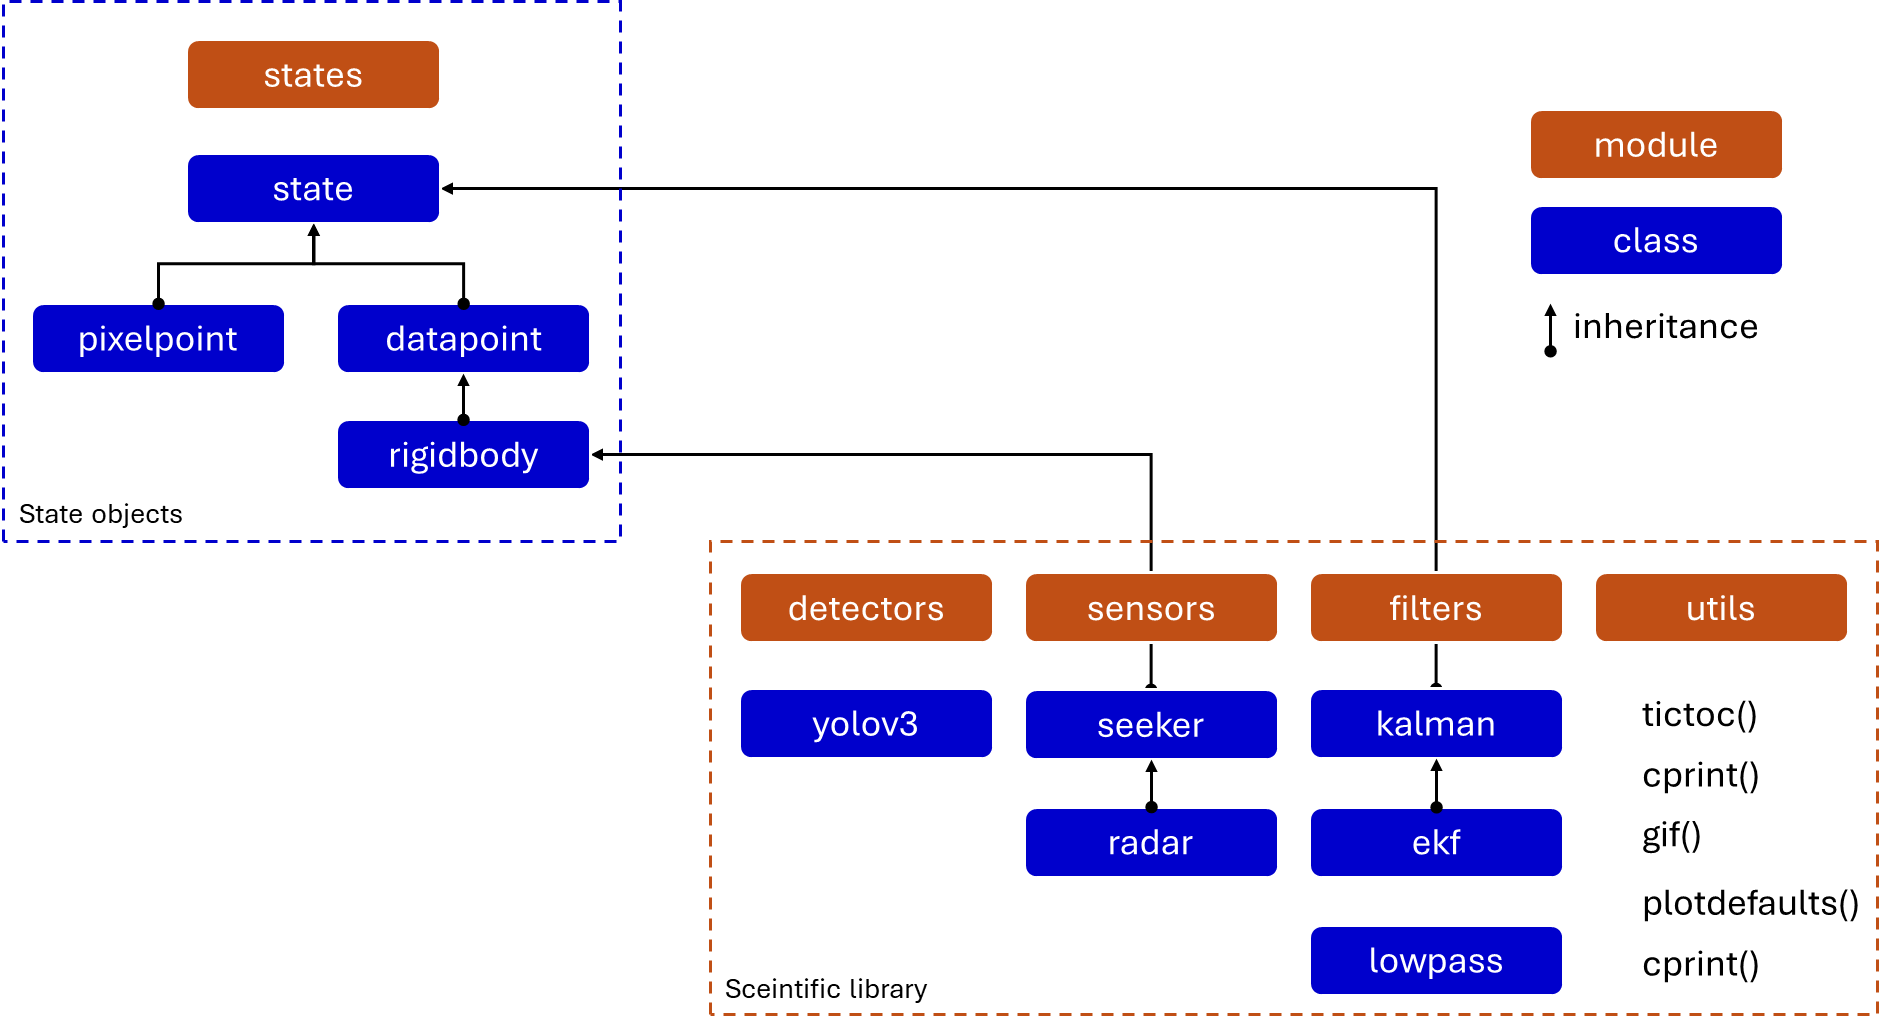 states
state
pixelpoint
datapoint
rigidbody
State objects
module
class
inheritance
detectors
sensors
filters
utils
yolov3
seeker
kalman
tictoc()
cprint()
radar
ekf
gif()
plotdefaults()
lowpass
cprint()
Sceintific library